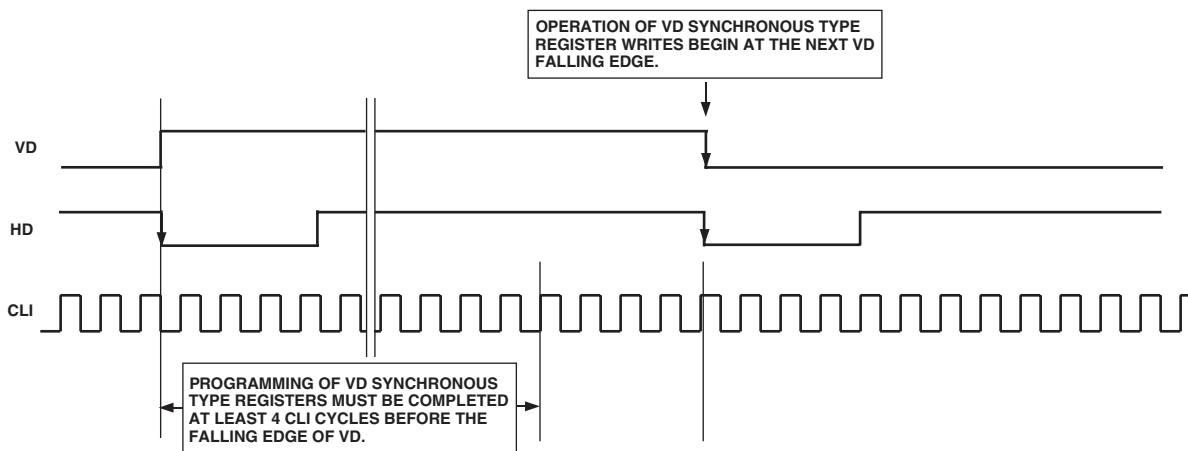 OPERATION OF VD SYNCHRONOUS TYPE
REGISTER WRITES BEGIN AT THE NEXT VD
FALLING EDGE.
VD
HD
CLI
PROGRAMMING OF VD SYNCHRONOUS
TYPE REGISTERS MUST BE COMPLETED
AT LEAST 4 CLI CYCLES BEFORE THE
FALLING EDGE OF VD.